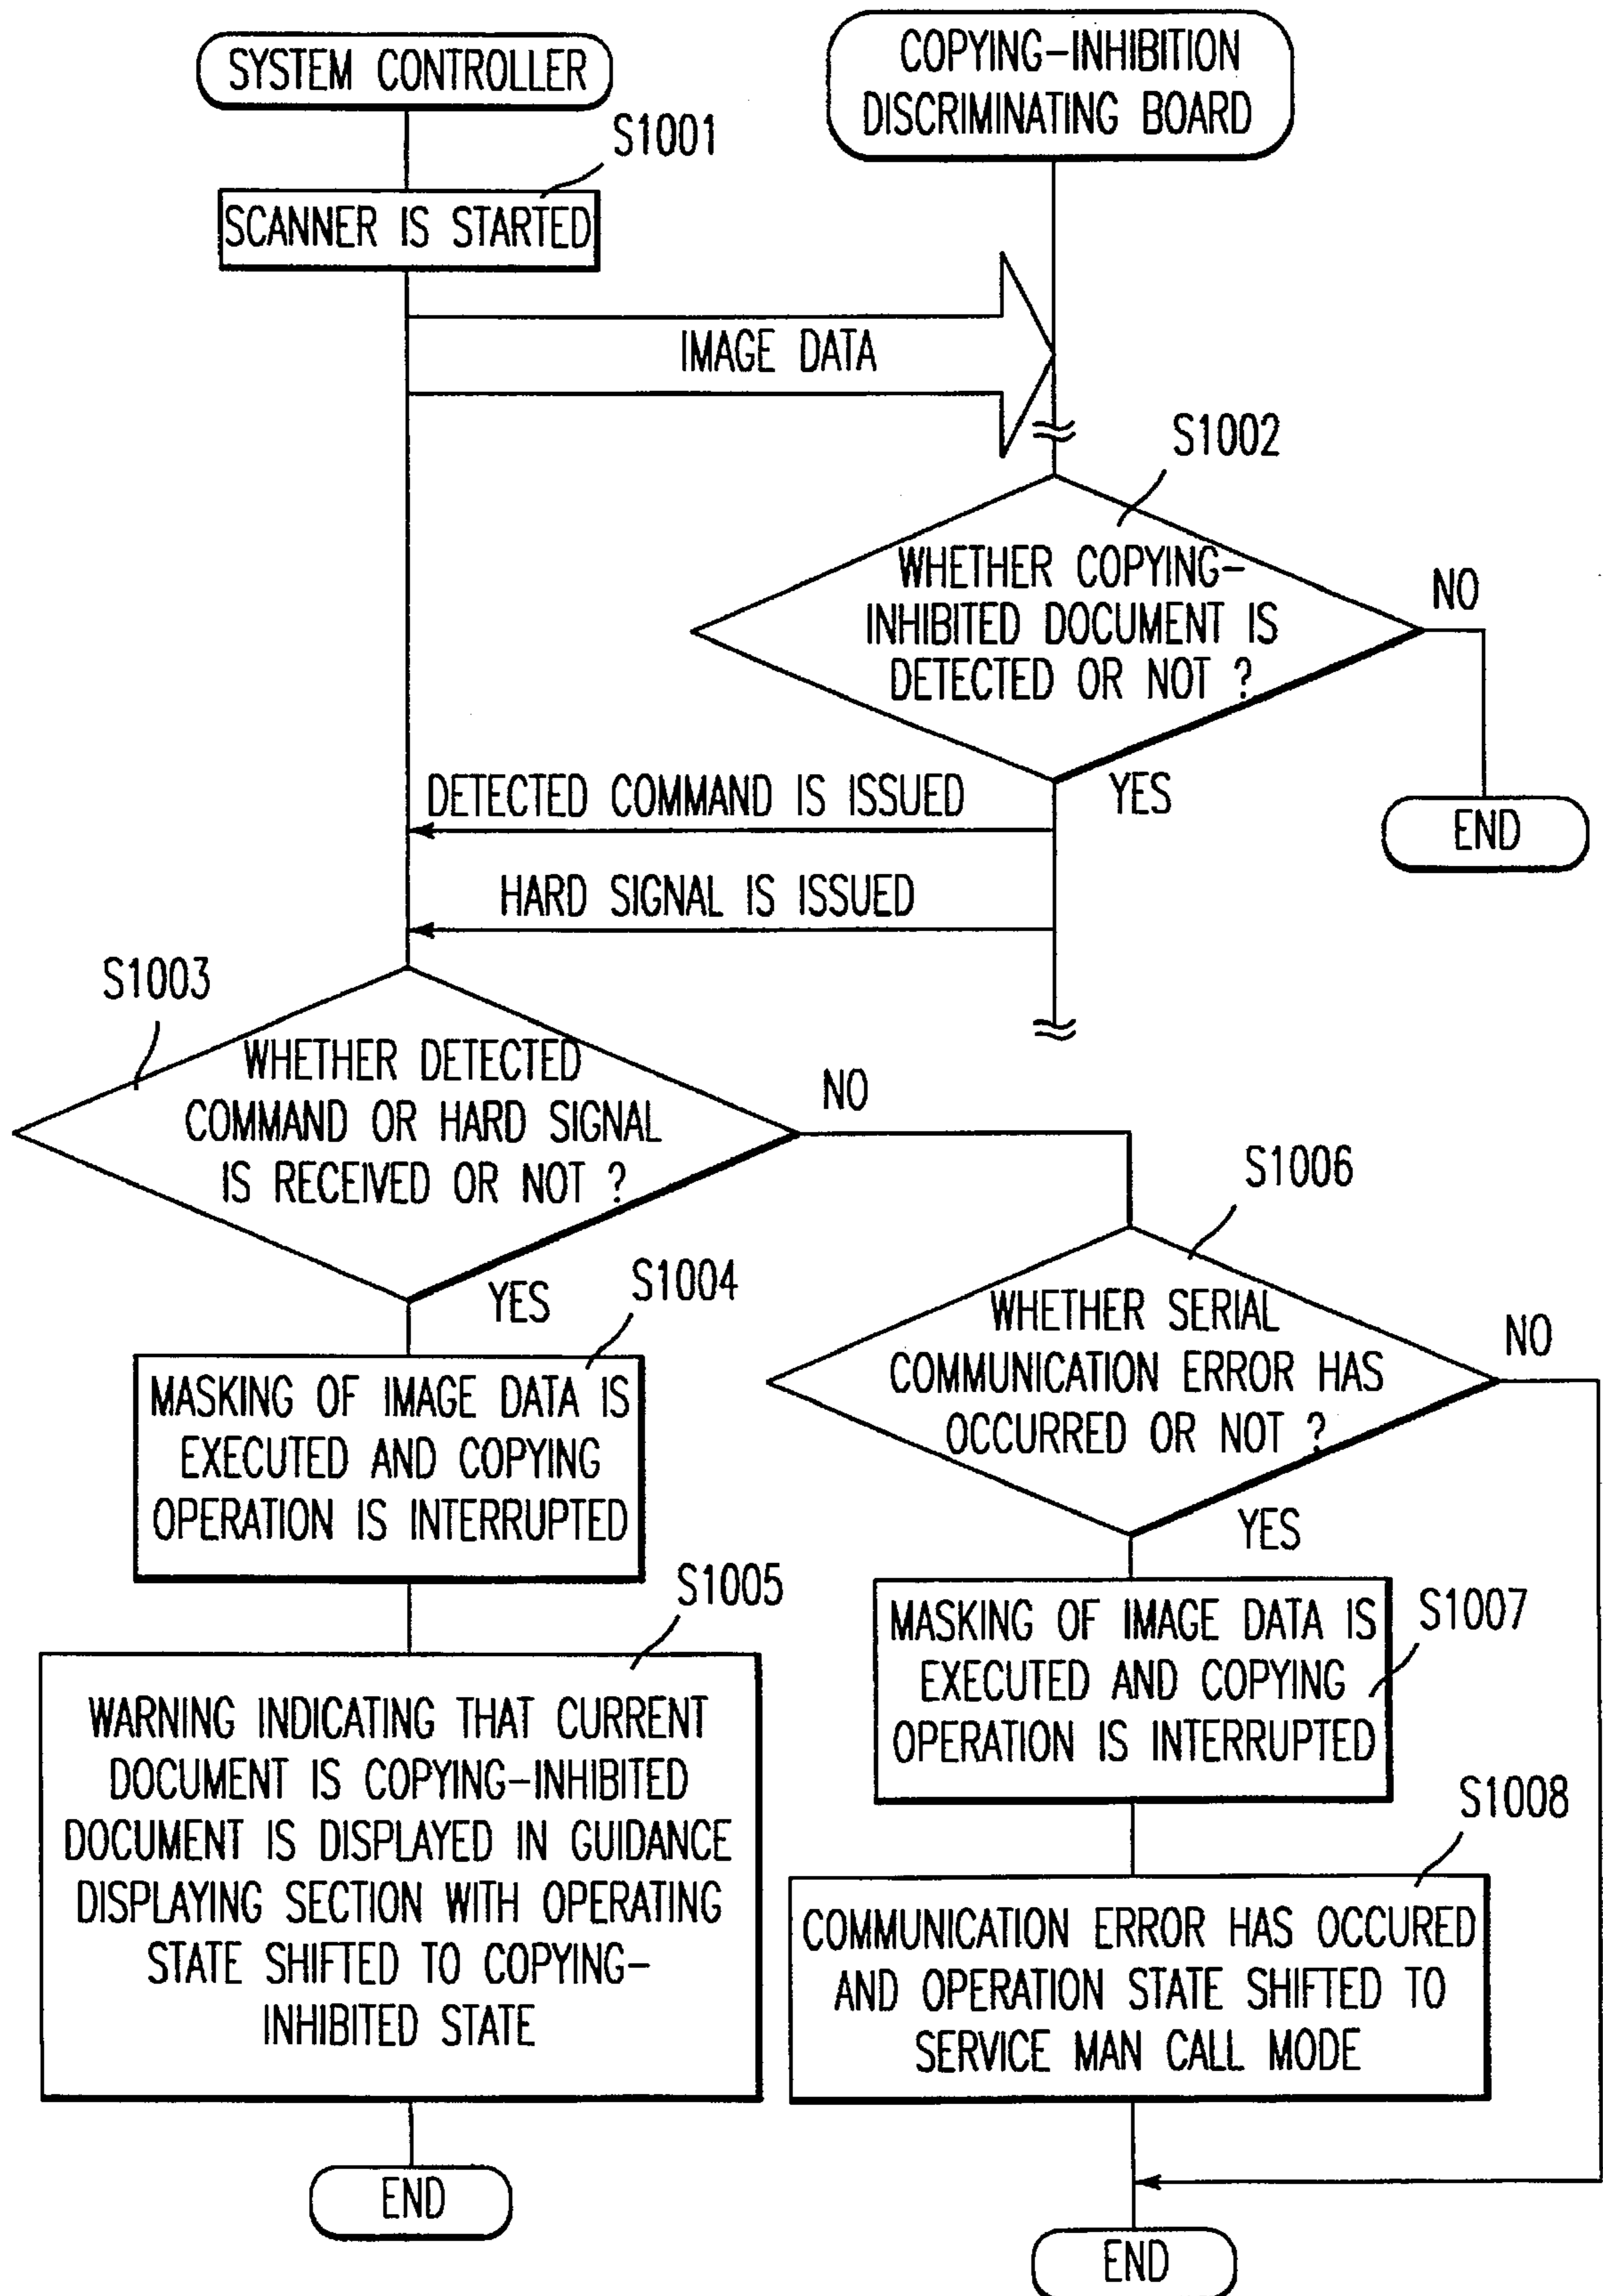 SYSTEM CONTROLLER
COPYING-INHIBITION
DISCRIMINATING BOARD
S1001
SCANNER IS STARTED
IMAGE DATA
S1002
WHETHER COPYING-
INHIBITED DOCUMENT IS
DETECTED OR NOT ?
NO
YES
END
DETECTED COMMAND IS ISSUED
HARD SIGNAL IS ISSUED
S1003
WHETHER DETECTED
COMMAND OR HARD SIGNAL
IS RECEIVED OR NOT ?
NO
YES
S1004
MASKING OF IMAGE DATA IS
EXECUTED AND COPYING
OPERATION IS INTERRUPTED
S1005
WARNING INDICATING THAT CURRENT
DOCUMENT IS COPYING-INHIBITED
DOCUMENT IS DISPLAYED IN GUIDANCE
DISPLAYING SECTION WITH OPERATING
STATE SHIFTED TO COPYING-
INHIBITED STATE
END
S1006
WHETHER SERIAL
COMMUNICATION ERROR HAS
OCCURRED OR NOT ?
NO
YES
MASKING OF IMAGE DATA IS
EXECUTED AND COPYING
OPERATION IS INTERRUPTED
S1007
S1008
COMMUNICATION ERROR HAS OCCURED
AND OPERATION STATE SHIFTED TO
SERVICE MAN CALL MODE
END